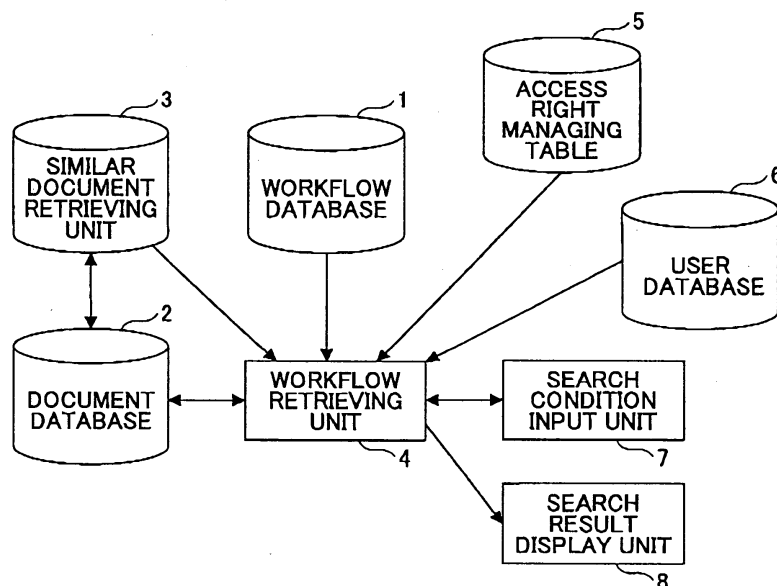 5
ACCESS
RIGHT
MANAGING
TABLE
3
SIMILAR
DOCUMENT
RETRIEVING
UNIT
1
WORKFLOW
DATABASE
6
USER
DATABASE
2
DOCUMENT
DATABASE
WORKFLOW
RETRIEVING
UNIT
4
SEARCH
CONDITION
INPUT UNIT
7
SEARCH
RESULT
DISPLAY UNIT
8